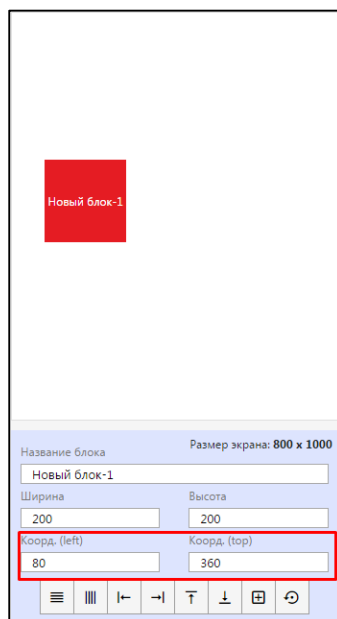 Новый блок-1
Размер экрана: 800 x 1000
Название блока
Новый блок-1
Ширина Высота
200 200
Коорд. (left) Коорд. (top)
80 360